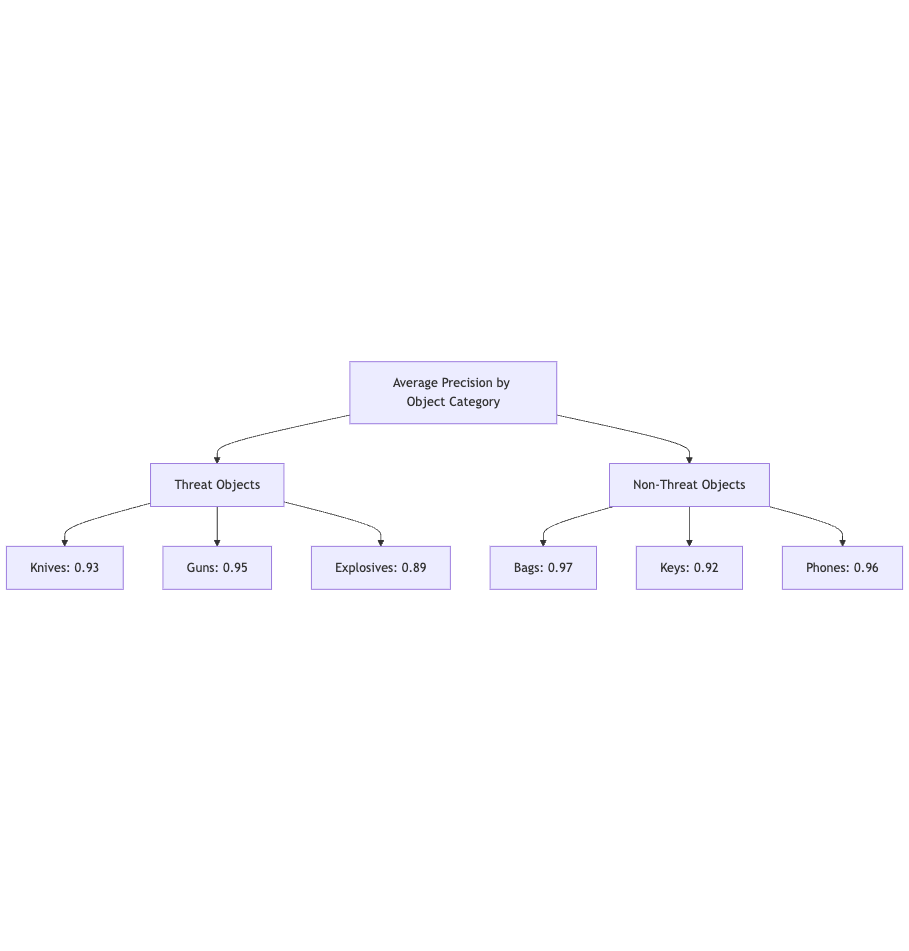 Average Precision by
Object Category
Threat Objects
Non-Threat Objects
Knives: 0.93
Guns: 0.95
Explosives: 0.89
Bags: 0.97
Keys: 0.92
Phones: 0.96